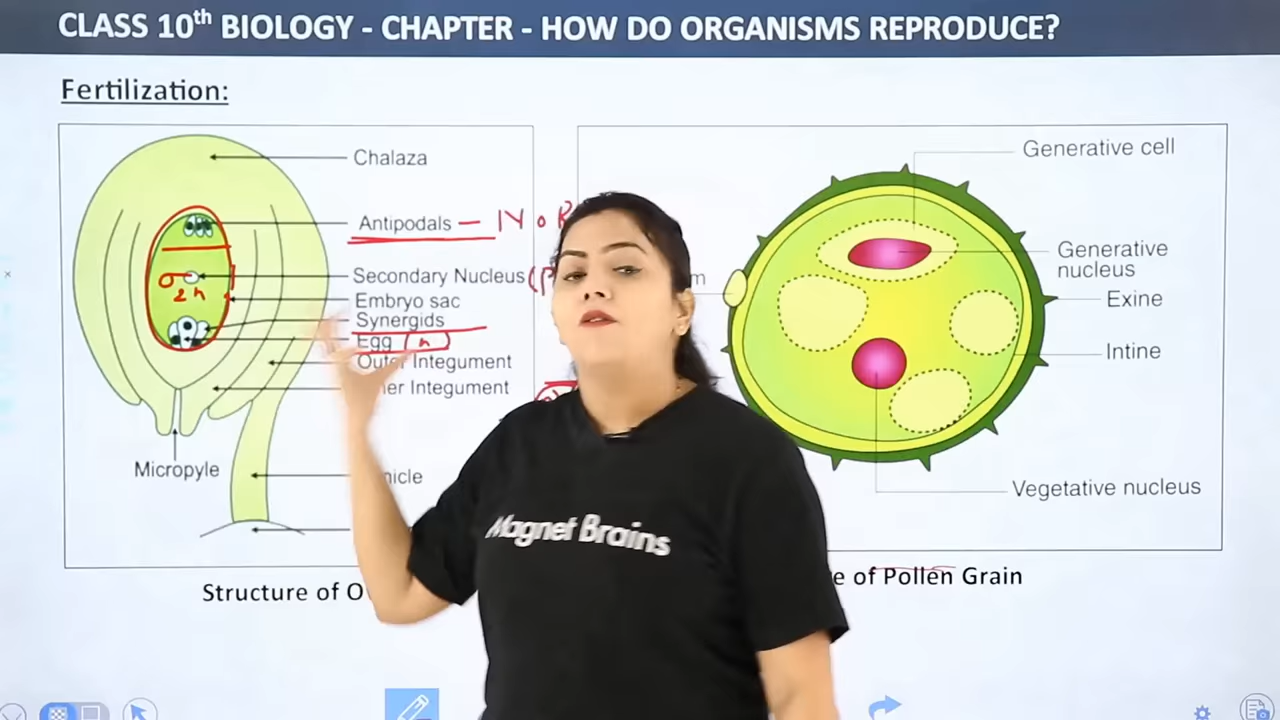 CLASS 10th BIOLOGY - CHAPTER - HOW DO ORGANISMS REPRODUCE?
Fertilization:
Chalaza
Antipodals
Secondary Nucleus
Embryo sac
Synergids
Egg (n)
Outer Integument
Integument
Micropyle
2n
Structure of
Generative cell
Generative
nucleus
Exine
Intine
Vegetative nucleus
of Pollen Grain
Magnet Brains